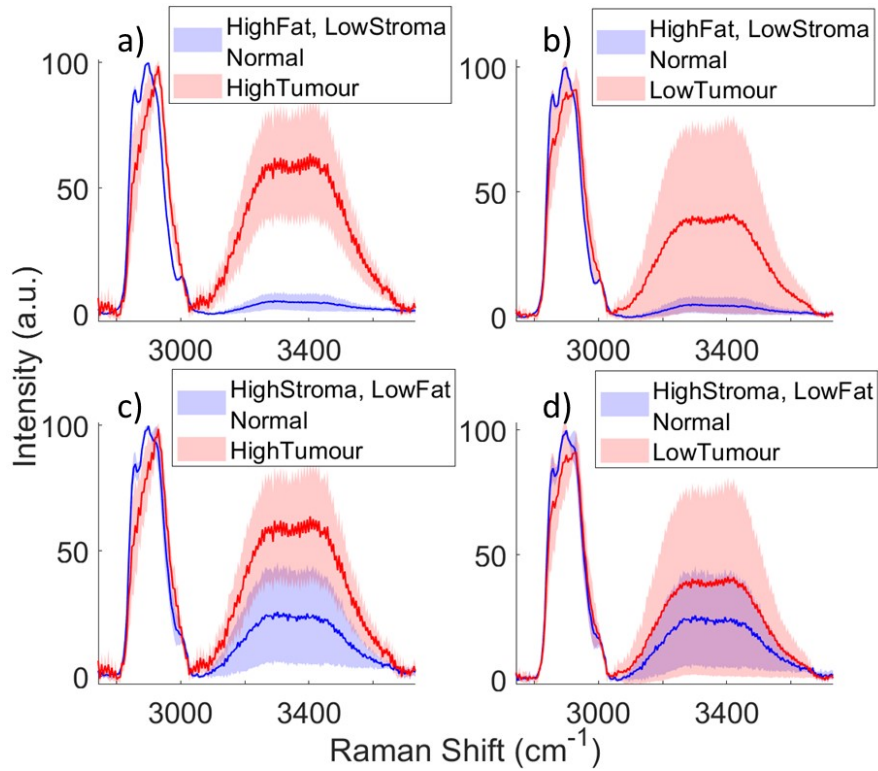 a)
HighFat, LowStroma
Normal
HighTumour
100
50
0
3000
3400
b)
HighFat, LowStroma
Normal
LowTumour
100
50
0
3000
3400
c)
HighStroma, LowFat
Normal
HighTumour
100
50
0
3000
3400
d)
HighStroma, LowFat
Normal
LowTumour
100
50
0
3000
3400
Intensity (a.u.)
Raman Shift (cm⁻¹)